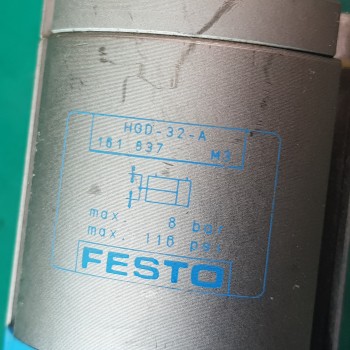 HGD-32-A
161 837 M3
max. 8 bar
max. 116 psi
FESTO